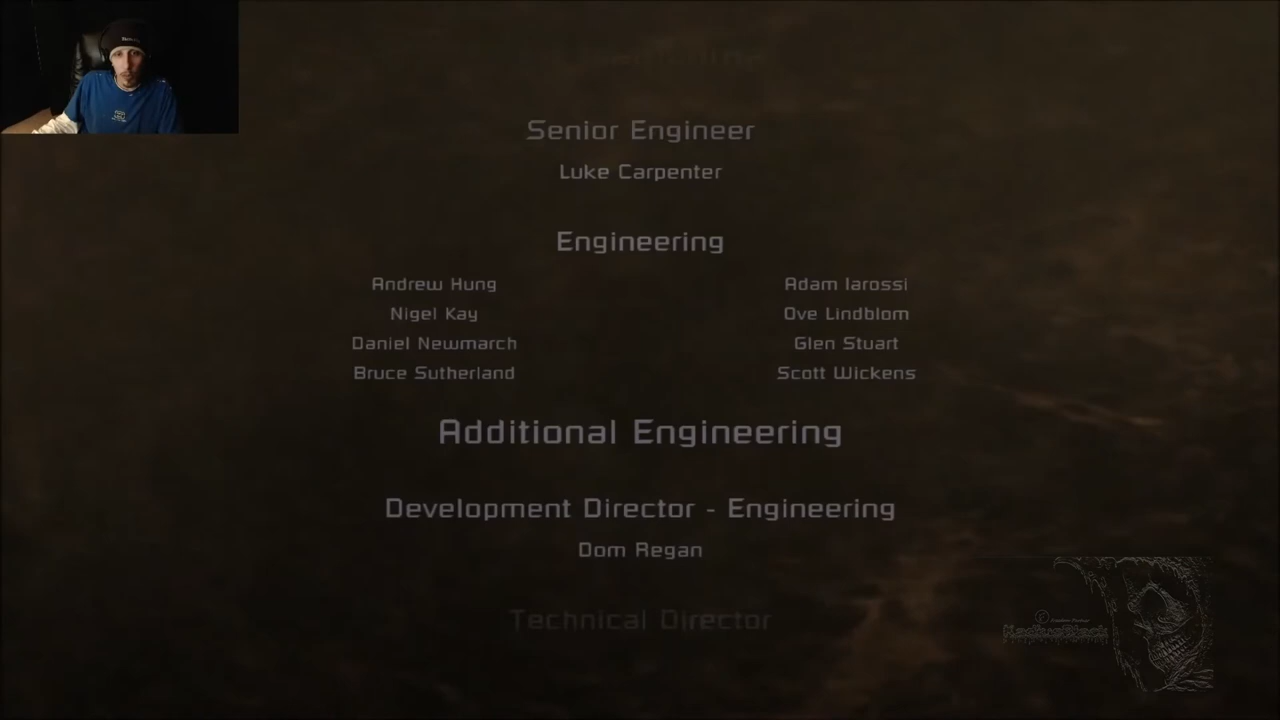 Senior Engineer
Luke Carpenter
Engineering
Andrew Hung
Adam Iarossi
Nigel Kay
Ove Lindblom
Daniel Newmarch
Glen Stuart
Bruce Sutherland
Scott Wickens
Additional Engineering
Development Director - Engineering
Dom Regan
Technical Director